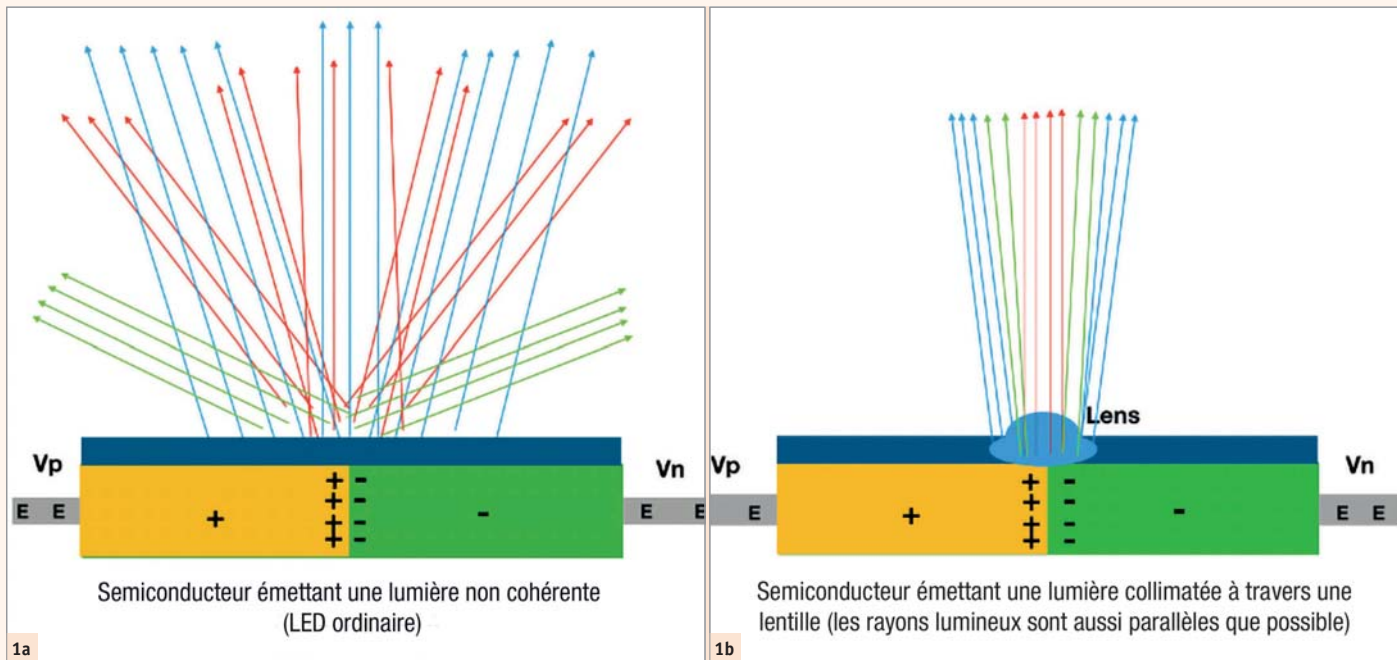 Vp
Vn
E E
E E
+
-
+ -
+ -
+ -
+ -
Semiconducteur émettant une lumière non cohérente
(LED ordinaire)
1a
Lens
Vp
Vn
E
E E
+
-
+ -
+ -
+ -
+ -
Semiconducteur émettant une lumière collimatée à travers une
lentille (les rayons lumineux sont aussi parallèles que possible)
1b